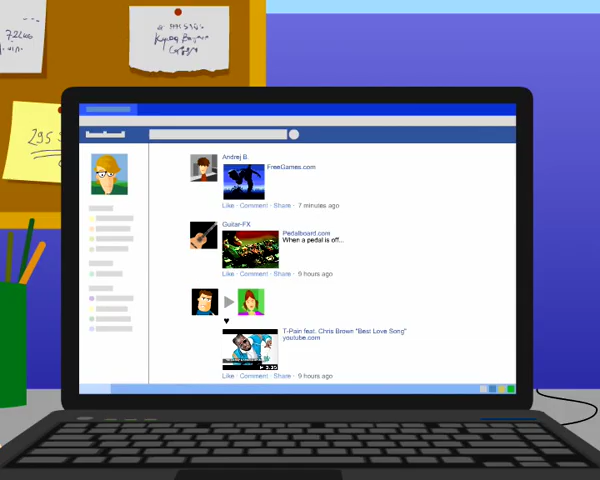 295
Andrej B.
FreeGames.com
Like · Comment · Share · 7 minutes ago
Guitar-FX
Pedalboard.com
When a pedal is off...
Like · Comment · Share · 9 hours ago
T-Pain feat. Chris Brown "Best Love Song"
youtube.com
Like · Comment · Share · 9 hours ago